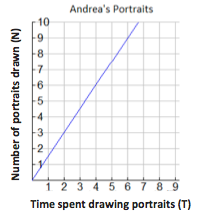 Andrea's Portraits
Number of portraits drawn (N)
10
9
8
7
6
5
4
3
2
1
1 2 3 4 5 6 7 8 9
Time spent drawing portraits (T)